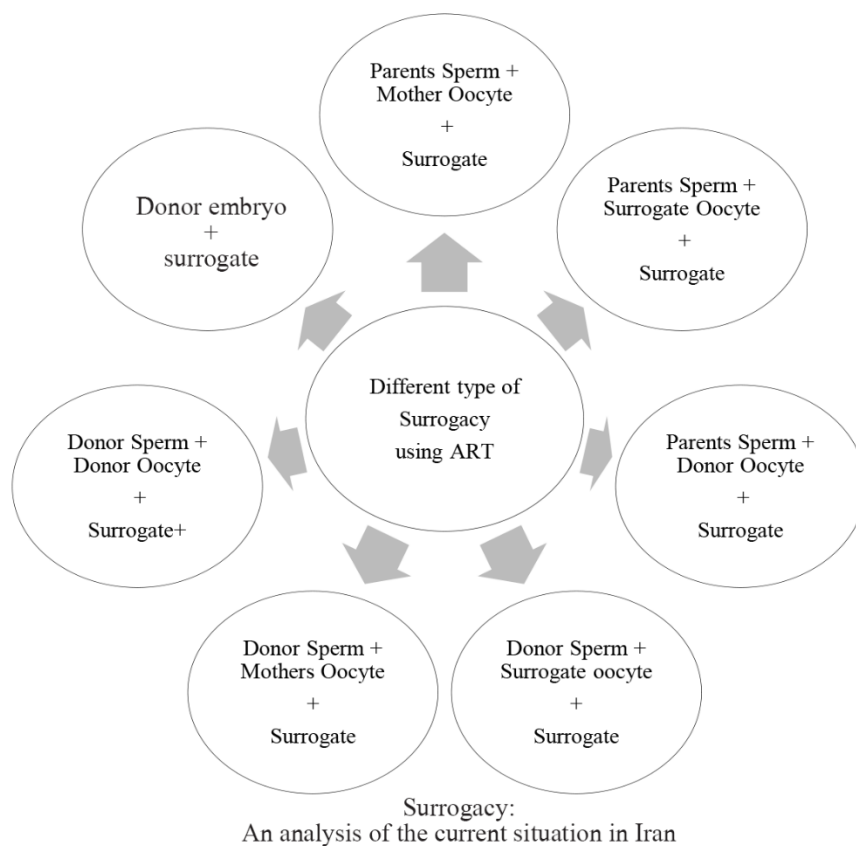 Parents Sperm +
Mother Oocyte
+
Surrogate
Parents Sperm +
Surrogate Oocyte
+
Surrogate
Parents Sperm +
Donor Oocyte
+
Surrogate
Donor Sperm +
Surrogate oocyte
+
Surrogate
Donor Sperm +
Mothers Oocyte
+
Surrogate
Donor Sperm +
Donor Oocyte
+
Surrogate+
Donor embryo
+
surrogate
Different type of
Surrogacy
using ART
Surrogacy:
An analysis of the current situation in Iran